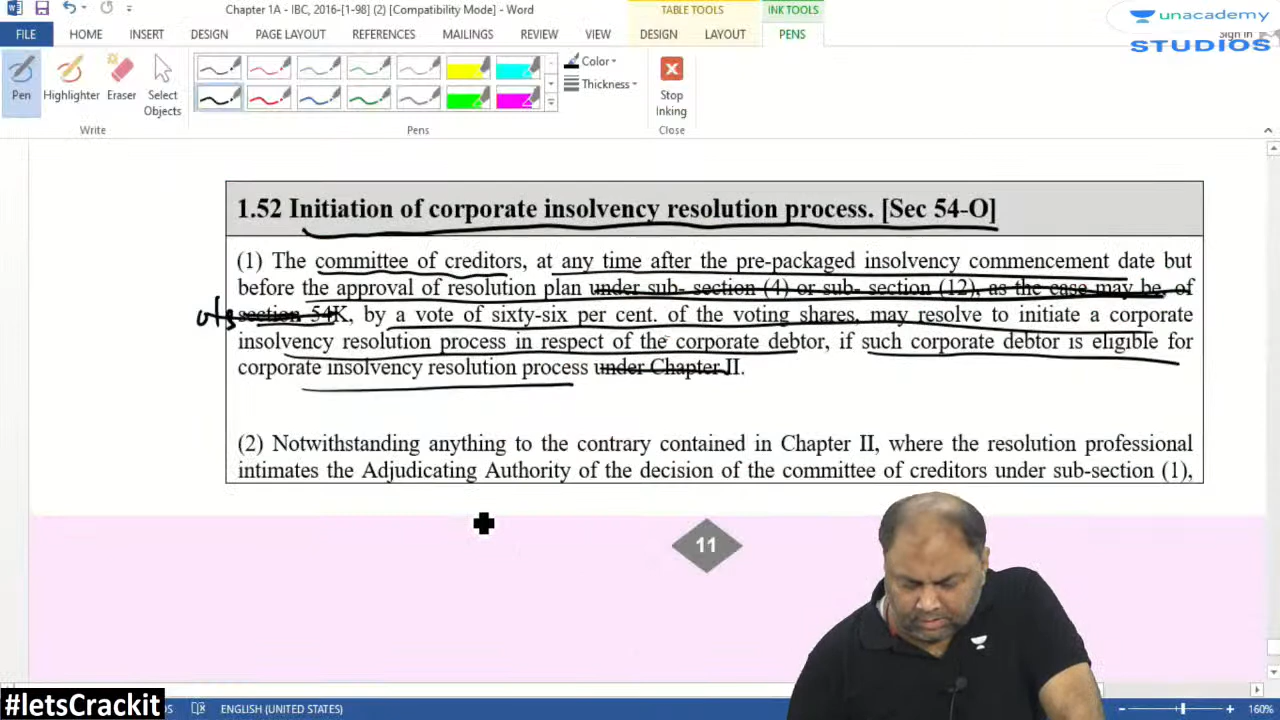 Chapter 1A - IBC, 2016-[1-98] (2) [Compatibility Mode] - Word
TABLE TOOLS
INK TOOLS
unacademy
STUDIOS
Sign in
FILE
HOME
INSERT
DESIGN
PAGE LAYOUT
REFERENCES
MAILINGS
REVIEW
VIEW
DESIGN
LAYOUT
PENS
Pen
Highlighter
Eraser
Select
Objects
Color
Thickness
Stop
Inking
Write
Pens
Close
1.52 Initiation of corporate insolvency resolution process. [Sec 54-O]
(1) The committee of creditors, at any time after the pre-packaged insolvency commencement date but
before the approval of resolution plan under sub- section (4) or sub- section (12), as the case may be, of
u/s section 54K, by a vote of sixty-six per cent. of the voting shares, may resolve to initiate a corporate
insolvency resolution process in respect of the corporate debtor, if such corporate debtor is eligible for
corporate insolvency resolution process under Chapter II.
(2) Notwithstanding anything to the contrary contained in Chapter II, where the resolution professional
intimates the Adjudicating Authority of the decision of the committee of creditors under sub-section (1),
11
#letsCrackit
ENGLISH (UNITED STATES)
160%